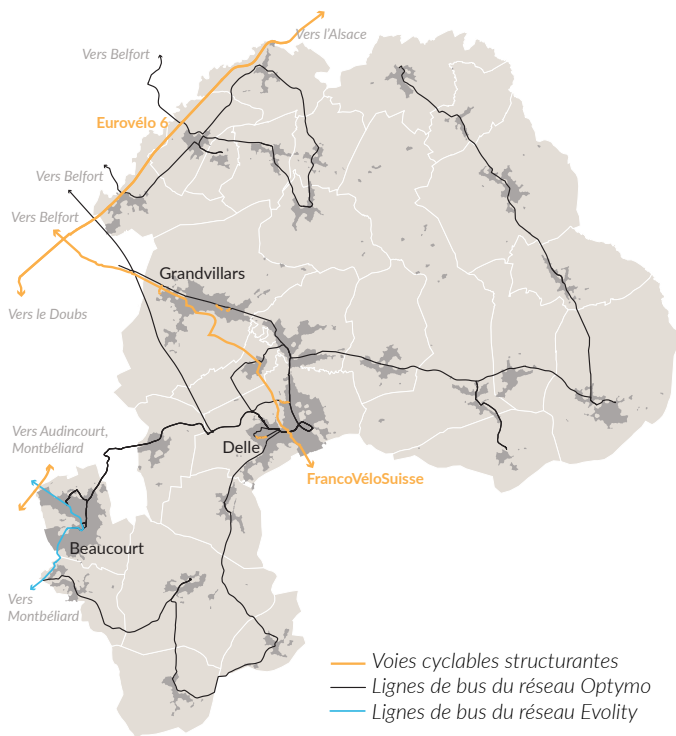 Vers l'Alsace
Vers Belfort
Eurovélo 6
Vers Belfort
Vers Belfort
Grandvillars
Vers le Doubs
Vers Audincourt,
Montbéliard
Delle
FrancoVéloSuisse
Beaucourt
Vers
Montbéliard
Voies cyclables structurantes
Lignes de bus du réseau Optymo
Lignes de bus du réseau Evolity